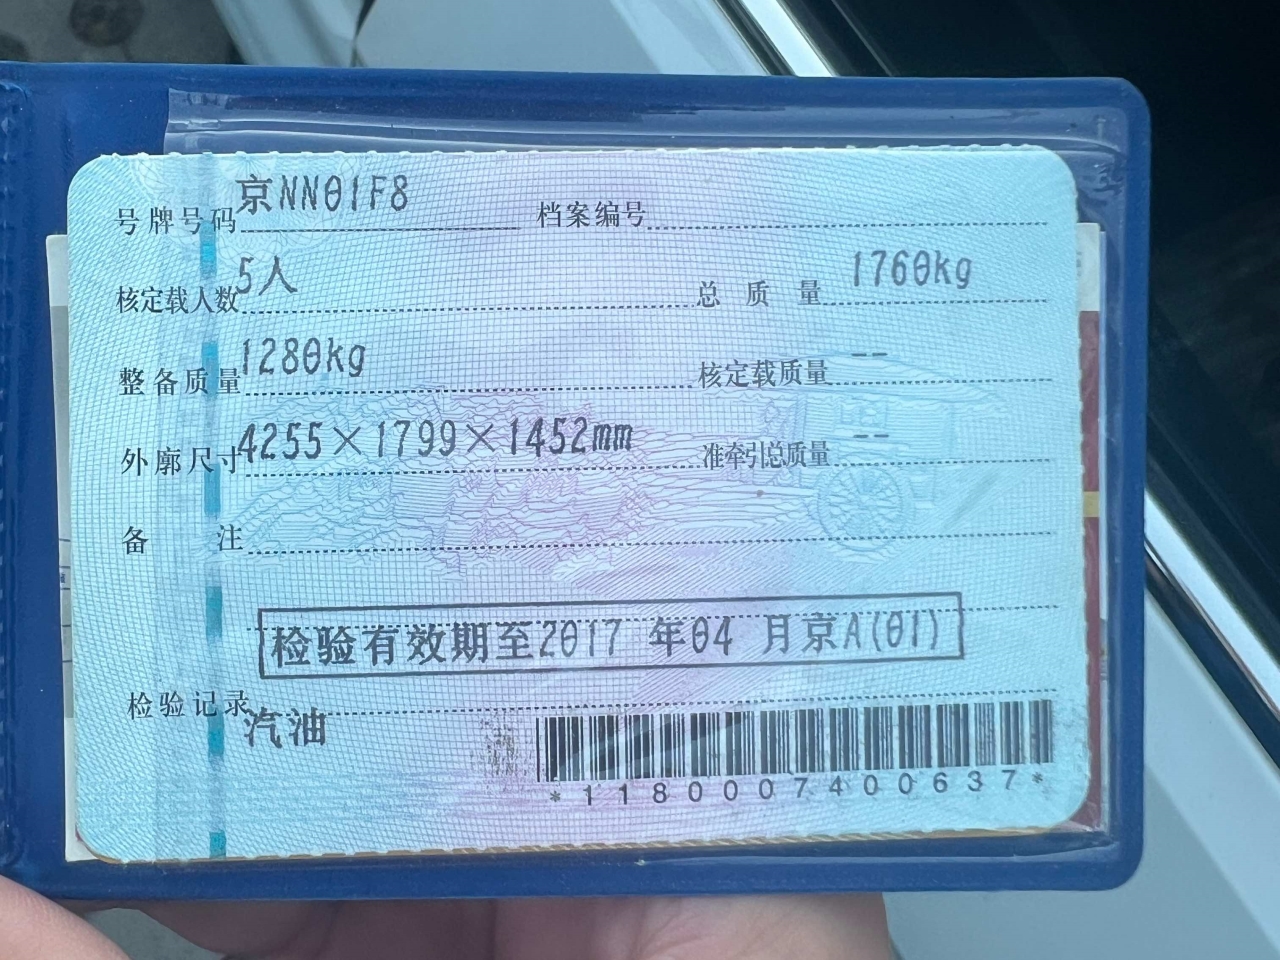 号牌号码 京NN01F8 档案编号
核定载人数 5人 总质量 1760kg
整备质量 1280kg 核定载质量 --
外廓尺寸 4255×1799×1452mm 准牵引总质量 --
备注
检验有效期至2017 年04 月京A(01)
检验记录
汽油
*1180007400637*